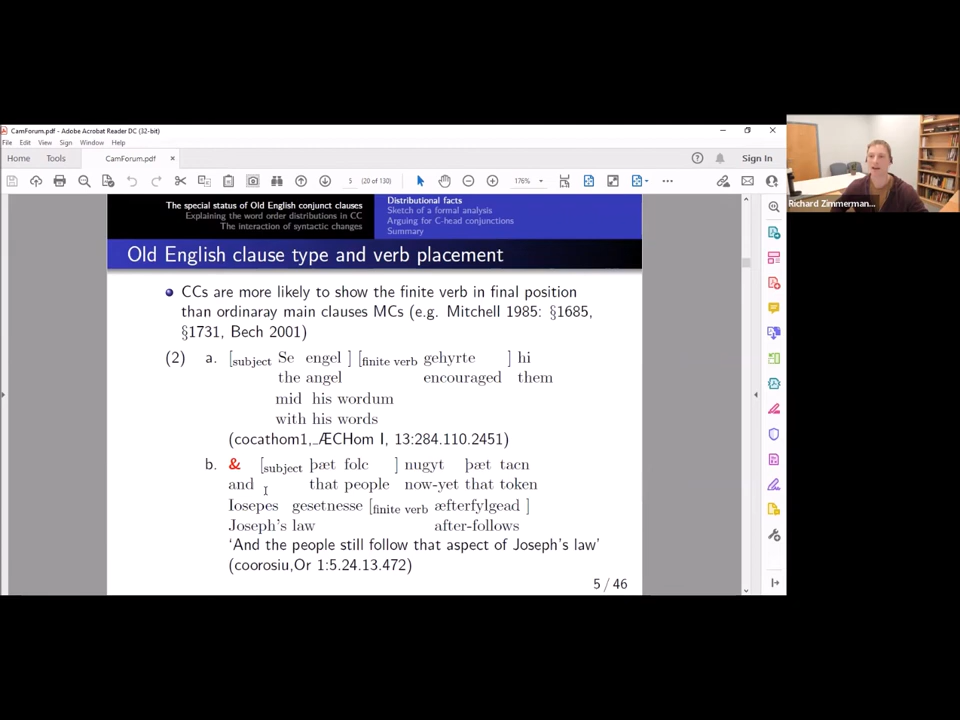 CamForum.pdf - Adobe Acrobat Reader DC (32-bit)
File Edit View Sign Window Help
Home Tools CamForum.pdf × Sign In
5 (20 of 130) 176%
The special status of Old English conjunct clauses
Explaining the word order distributions in CC
The interaction of syntactic changes
Distributional facts
Sketch of a formal analysis
Arguing for C-head conjunctions
Summary
Old English clause type and verb placement
CCs are more likely to show the finite verb in final position
than ordinaray main clauses MCs (e.g. Mitchell 1985: §1685,
§1731, Bech 2001)
(2) a. [subject Se engel ] [finite verb gehyrte ] hi
the angel encouraged them
mid his wordum
with his words
(cocathom1,_ÆCHom I, 13:284.110.2451)
b. & [subject þæt folc ] nugyt þæt tacn
and that people now-yet that token
Iosepes gesetnesse [finite verb æfterfylgead ]
Joseph's law after-follows
‘And the people still follow that aspect of Joseph's law’
(coorosiu,Or 1:5.24.13.472)
5 / 46
Richard Zimmerman...